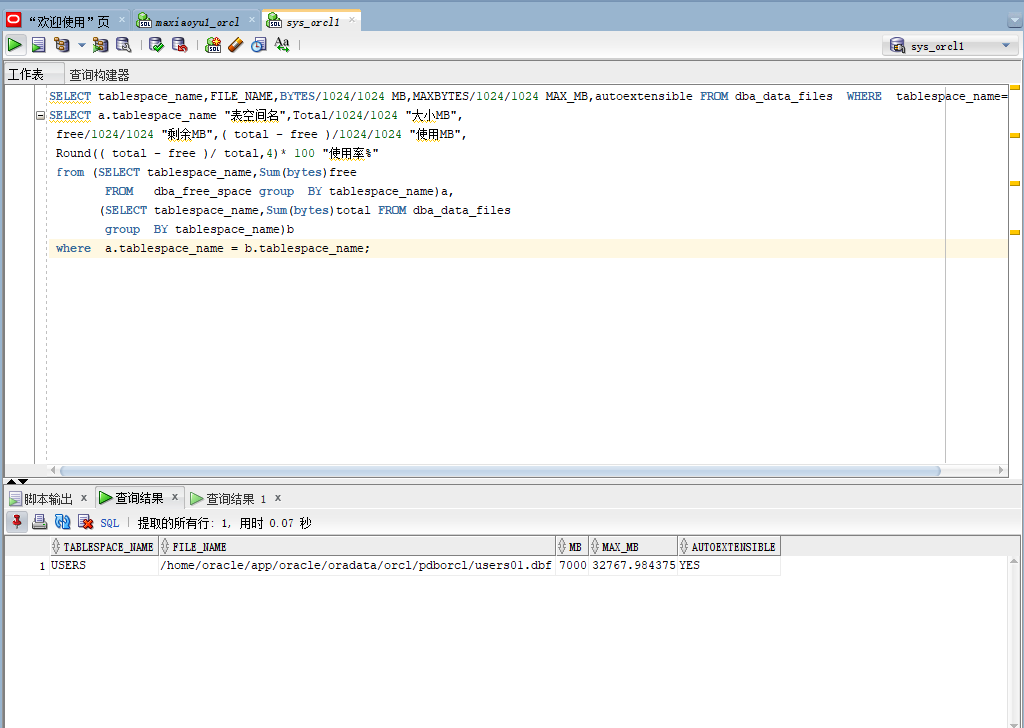 “欢迎使用”页
maxiaoyu1_orcl
sys_orcl1
sys_orcl1
工作表
查询构建器
SELECT tablespace_name,FILE_NAME,BYTES/1024/1024 MB,MAXBYTES/1024/1024 MAX_MB,autoextensible FROM dba_data_files  WHERE  tablespace_name=
SELECT a.tablespace_name "表空间名",Total/1024/1024 "大小MB",
free/1024/1024 "剩余MB",( total - free )/1024/1024 "使用MB",
Round(( total - free )/ total,4)* 100 "使用率%"
from (SELECT tablespace_name,Sum(bytes)free
FROM   dba_free_space group  BY tablespace_name)a,
(SELECT tablespace_name,Sum(bytes)total FROM dba_data_files
group  BY tablespace_name)b
where  a.tablespace_name = b.tablespace_name;
脚本输出 x
查询结果 x
查询结果 1 x
SQL | 提取的所有行: 1, 用时 0.07 秒
TABLESPACE_NAME FILE_NAME MB MAX_MB AUTOEXTENSIBLE
1 USERS /home/oracle/app/oracle/oradata/orcl/pdborcl/users01.dbf 7000 32767.984375 YES